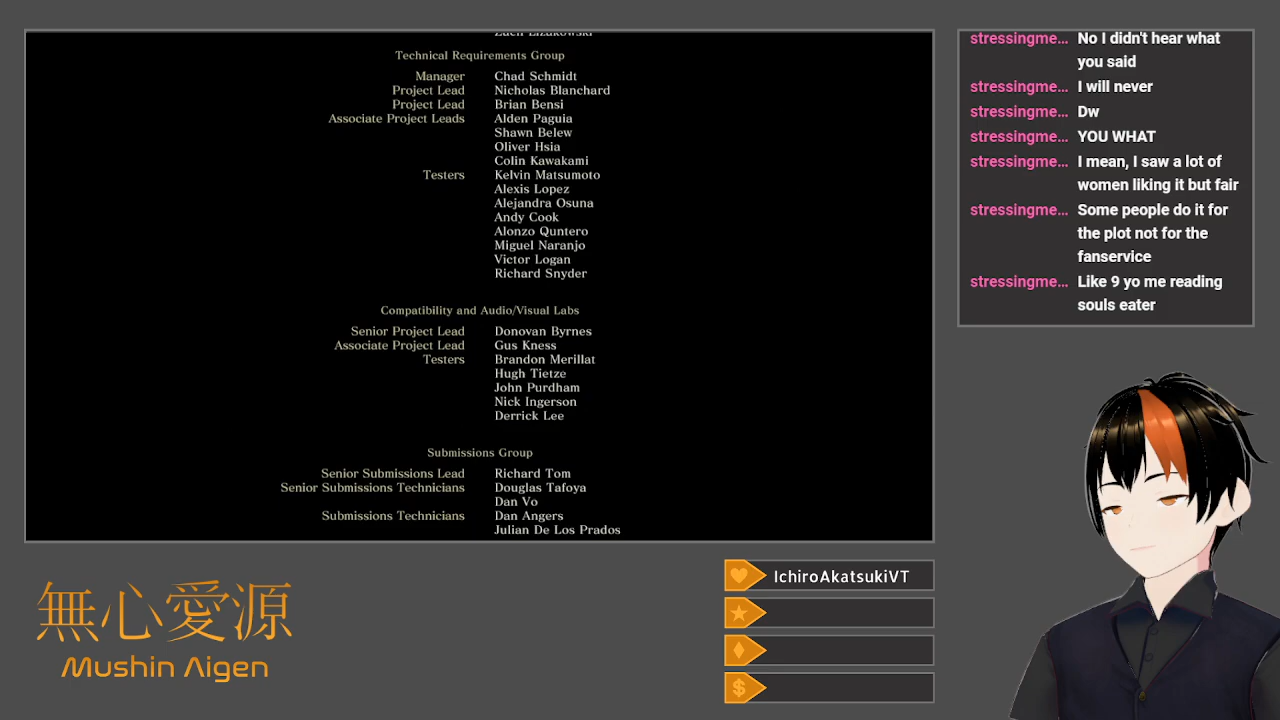 Technical Requirements Group
Manager Chad Schmidt
Project Lead Nicholas Blanchard
Project Lead Brian Bensi
Associate Project Leads Alden Paguia
Shawn Belew
Oliver Hsia
Colin Kawakami
Testers Kelvin Matsumoto
Alexis Lopez
Alejandra Osuna
Andy Cook
Alonzo Quntero
Miguel Naranjo
Victor Logan
Richard Snyder
Compatibility and Audio/Visual Labs
Senior Project Lead Donovan Byrnes
Associate Project Lead Gus Kness
Testers Brandon Merillat
Hugh Tietze
John Purdham
Nick Ingerson
Derrick Lee
Submissions Group
Senior Submissions Lead Richard Tom
Senior Submissions Technicians Douglas Tafoya
Dan Vo
Submissions Technicians Dan Angers
Julian De Los Prados
stressingme... No I didn't hear what
you said
stressingme... I will never
stressingme... Dw
stressingme... YOU WHAT
stressingme... I mean, I saw a lot of
women liking it but fair
stressingme... Some people do it for
the plot not for the
fanservice
stressingme... Like 9 yo me reading
souls eater
無心愛源
Mushin Aigen
IchiroAkatsukiVT